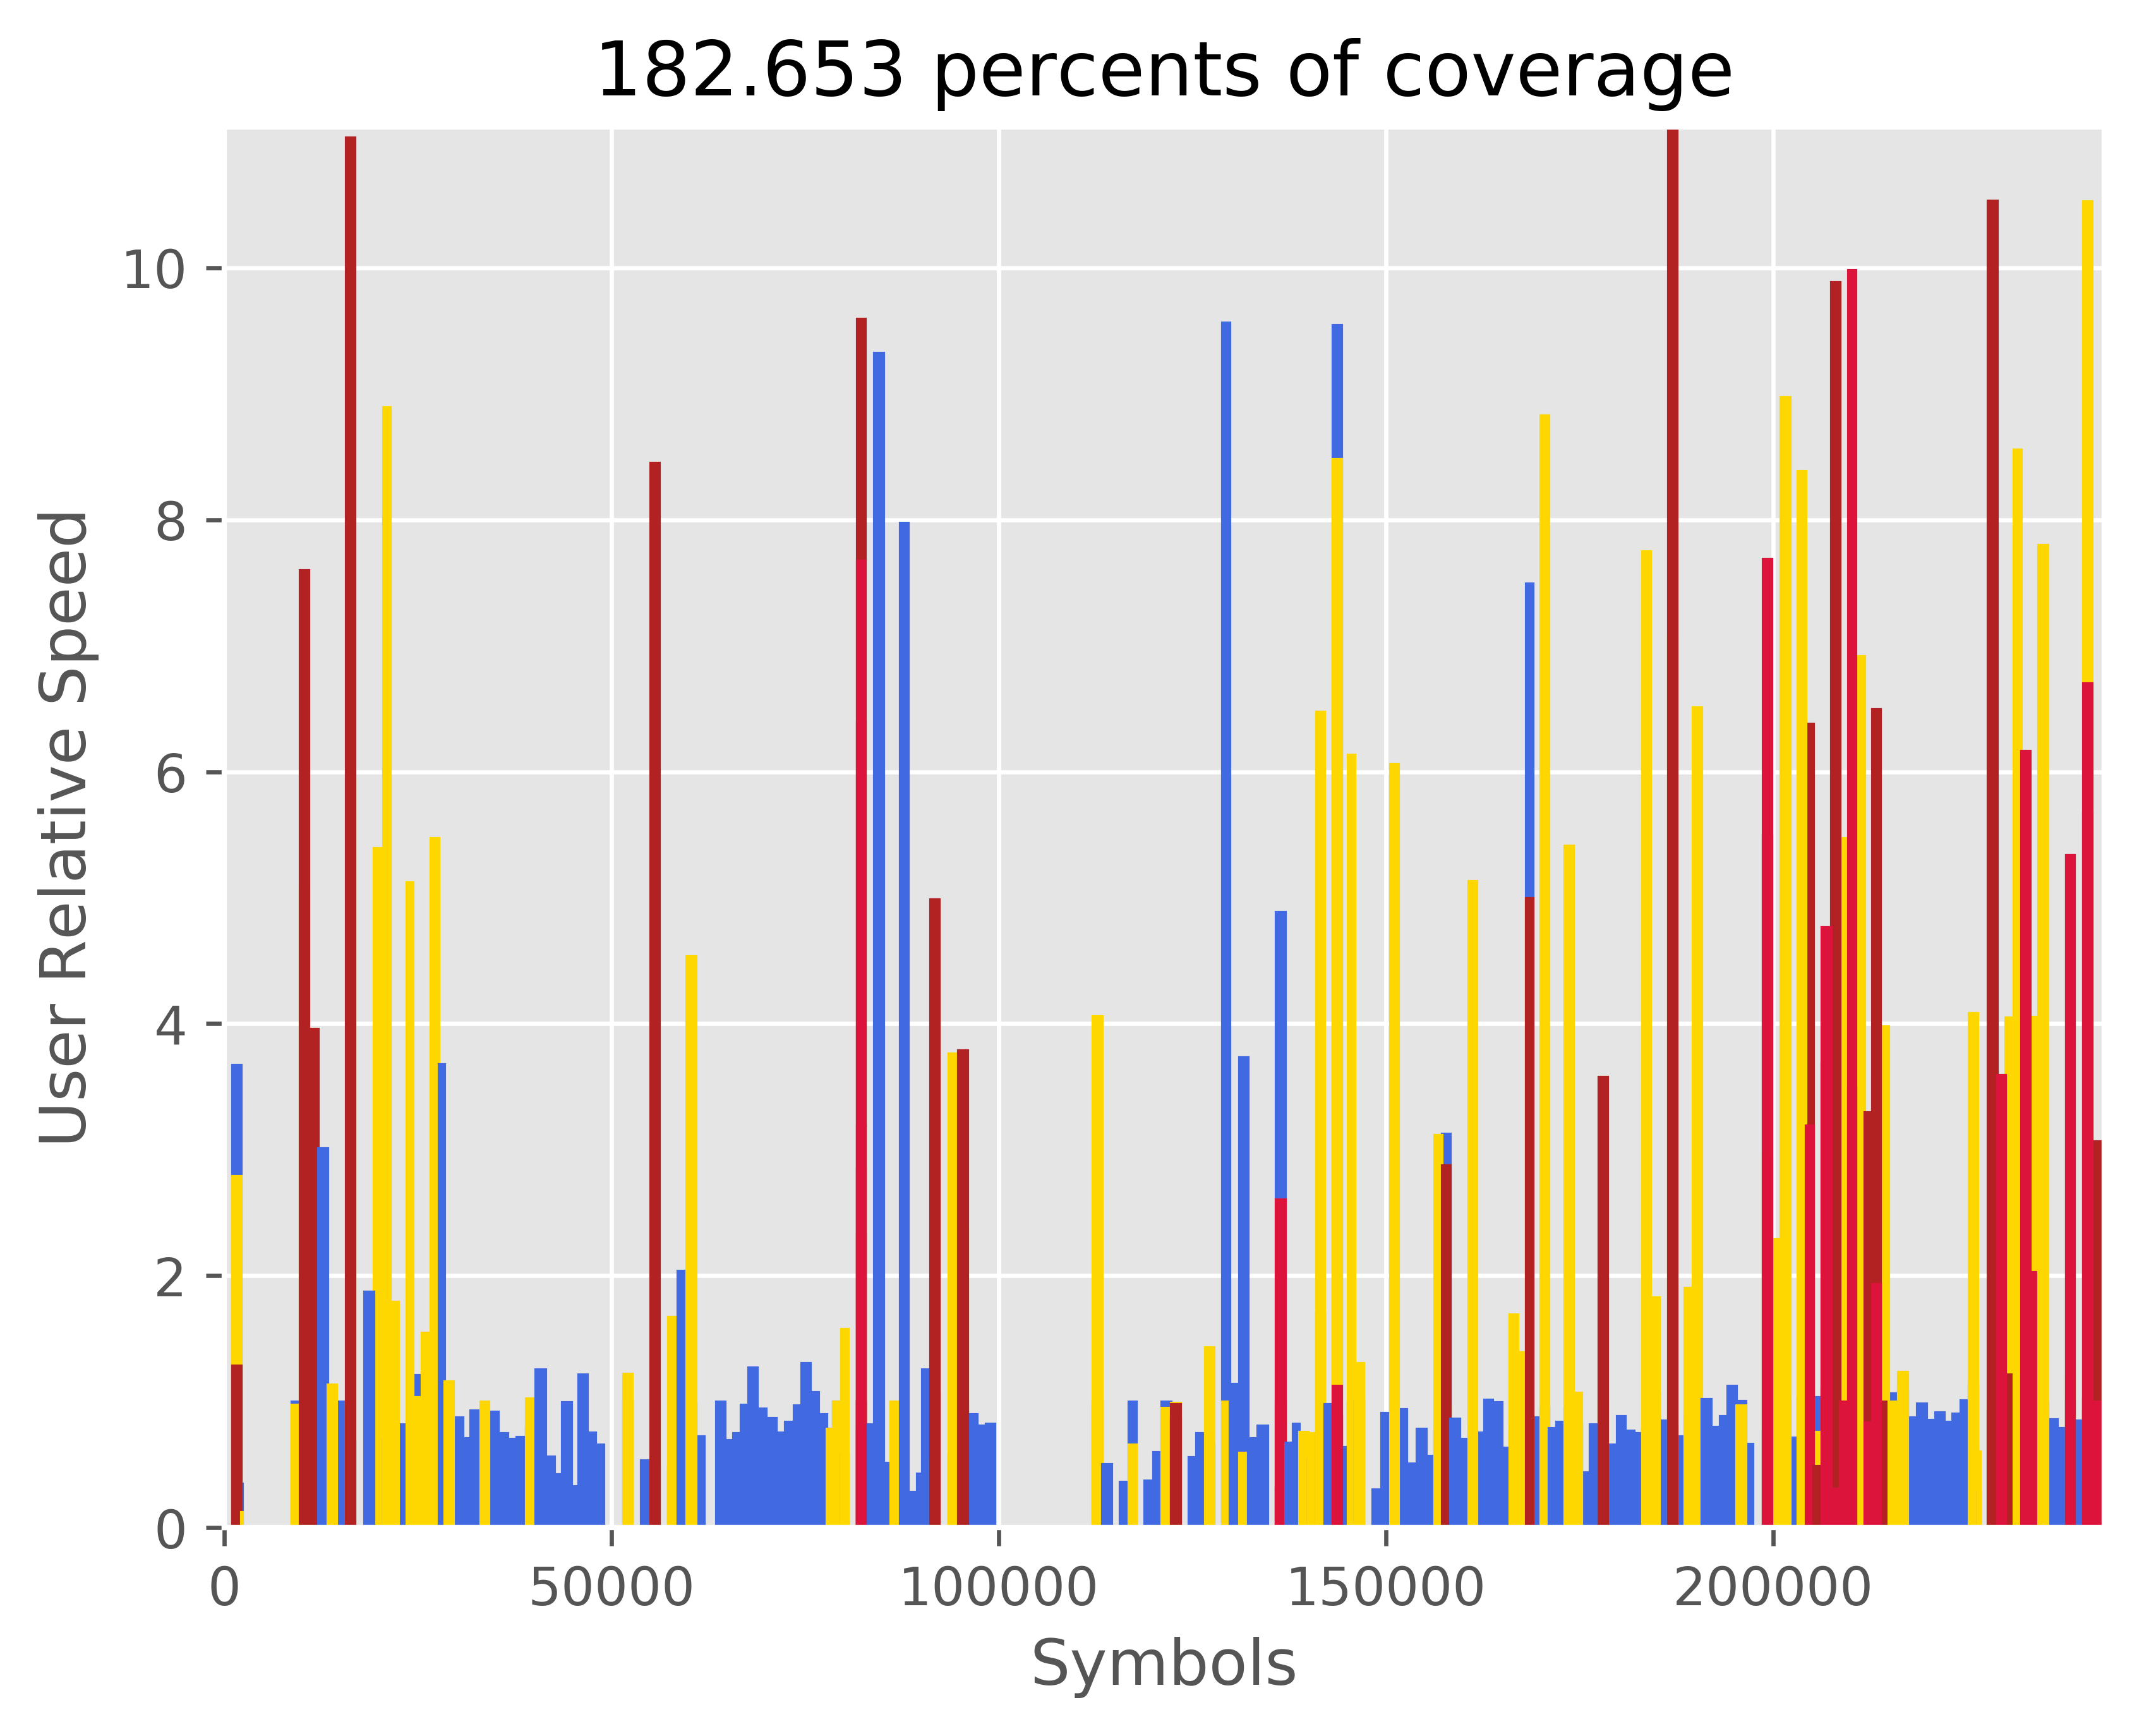 182.653 percents of coverage
User Relative Speed
10
8
6
4
2
0
0 50000 100000 150000 200000
Symbols